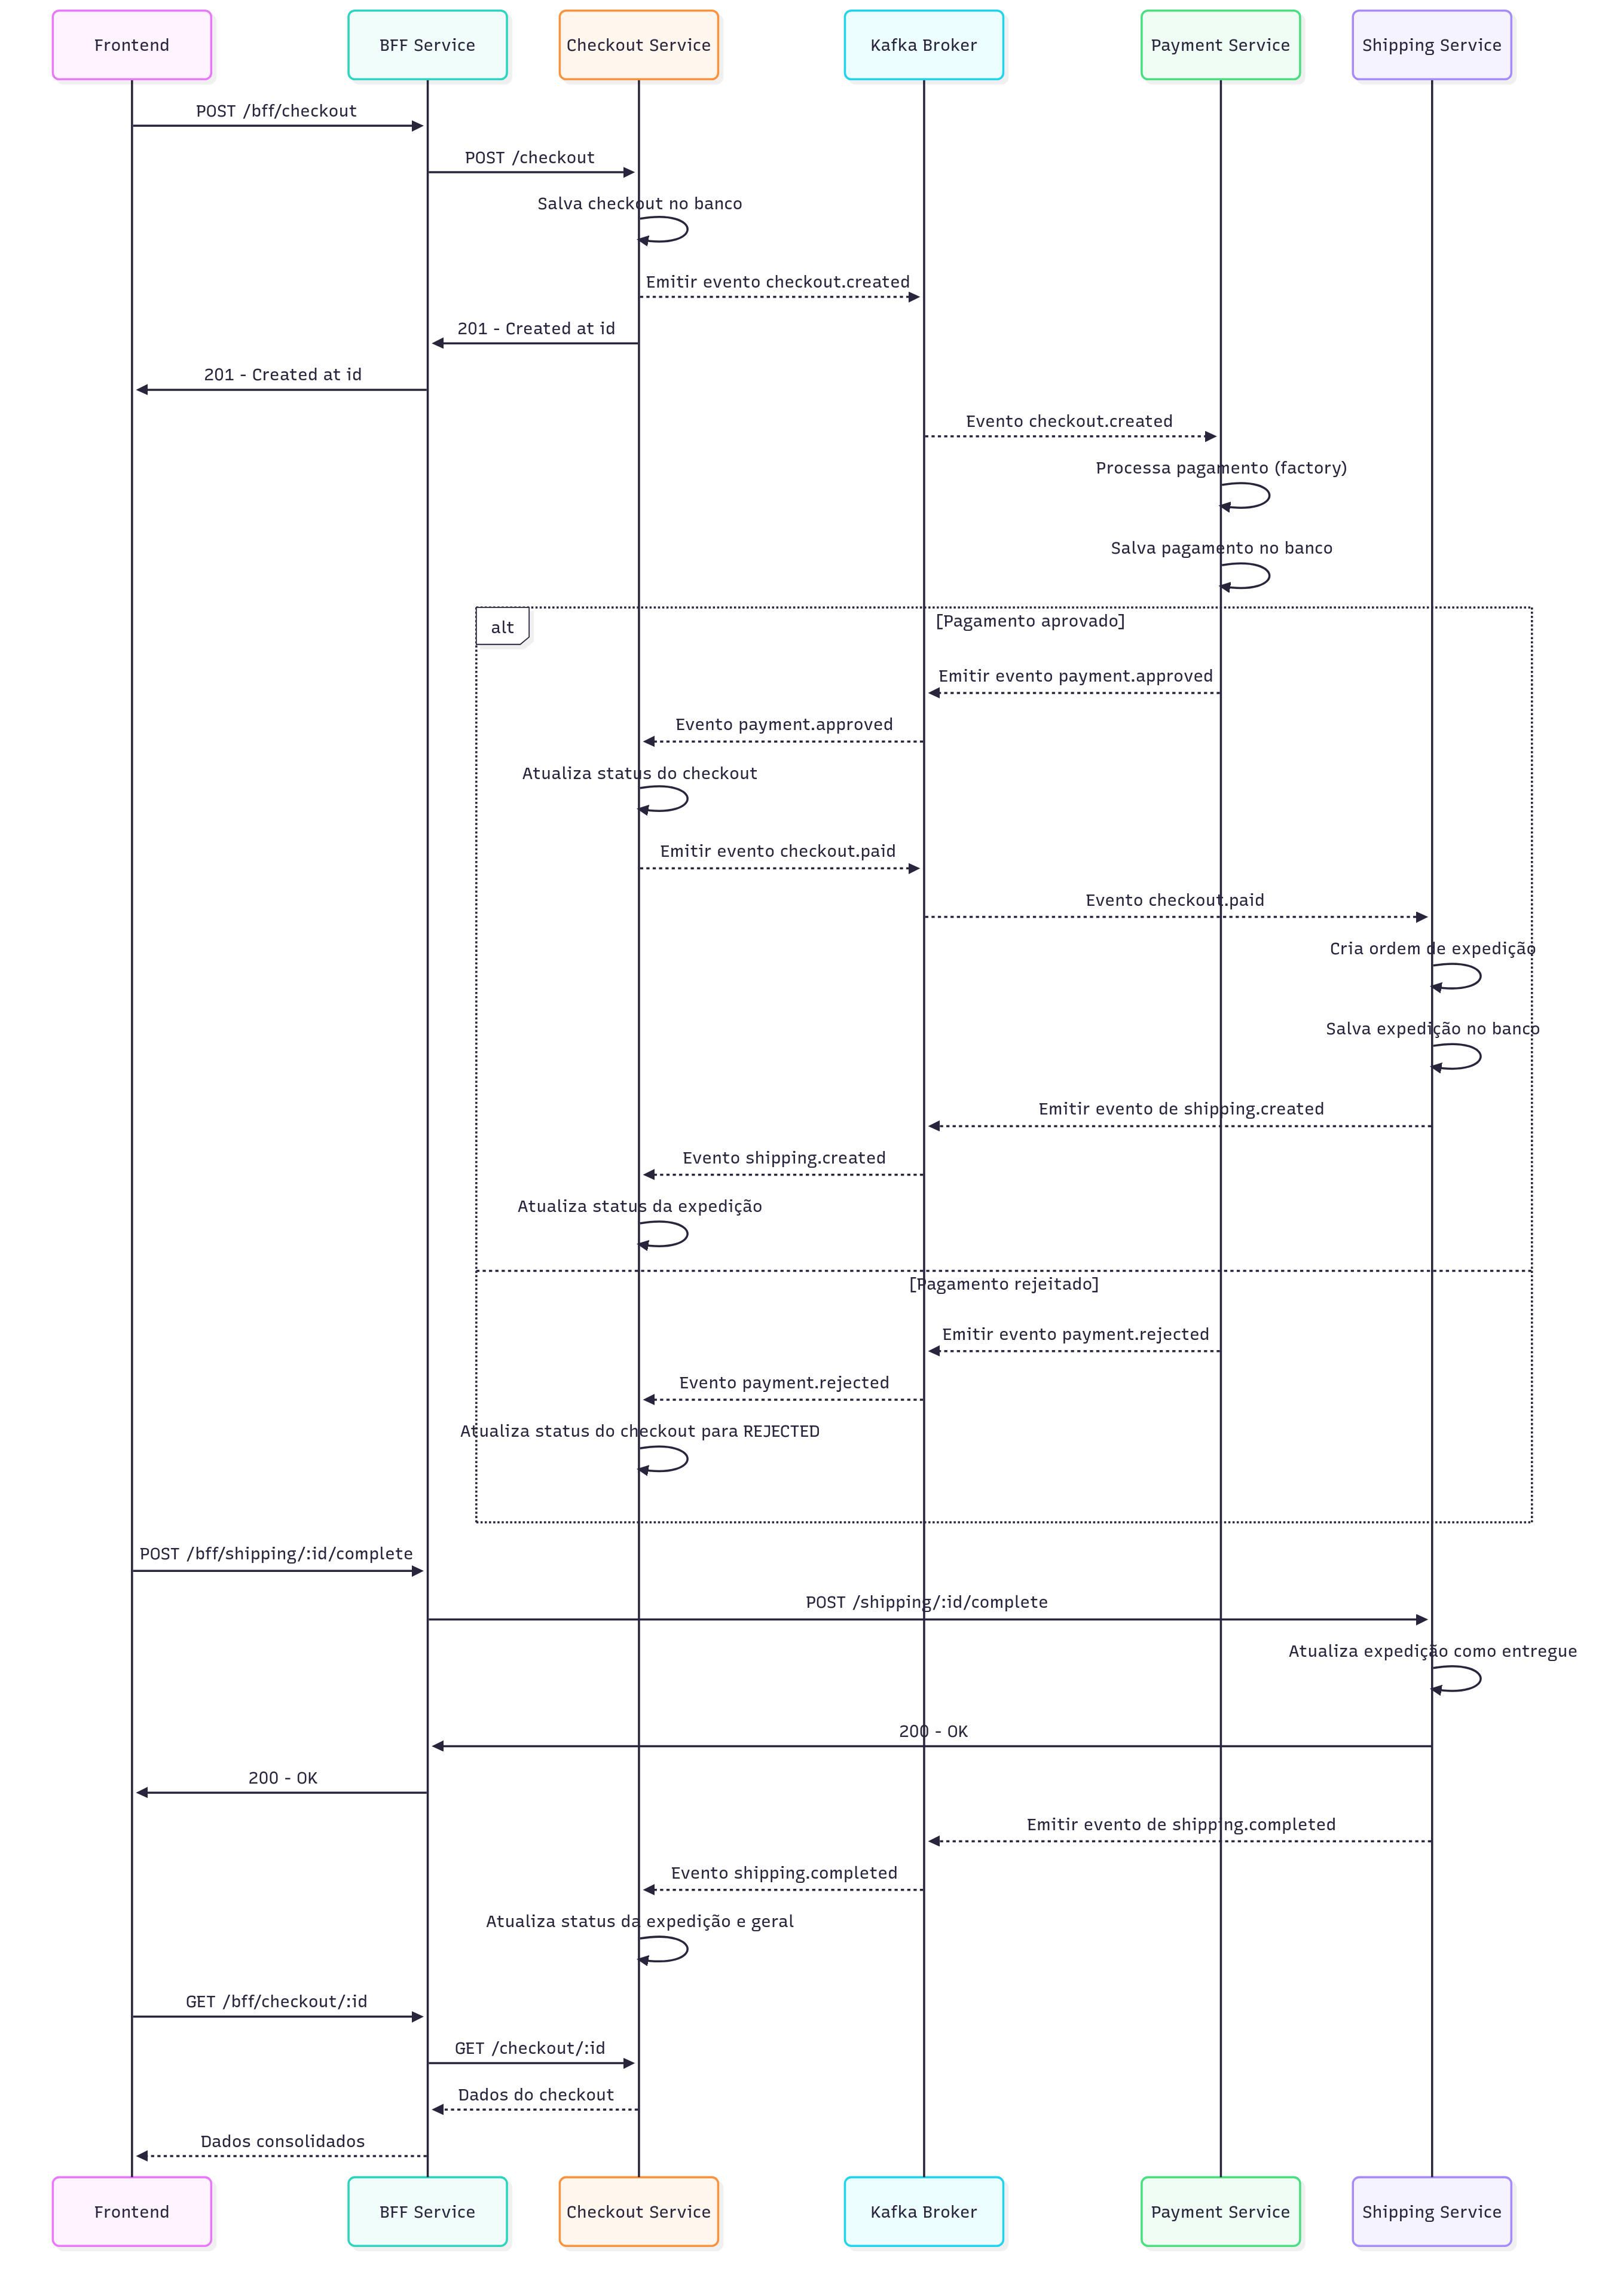 Frontend
BFF Service
Checkout Service
Kafka Broker
Payment Service
Shipping Service
POST /bff/checkout
POST /checkout
Salva checkout no banco
Emitir evento checkout.created
201 - Created at id
201 - Created at id
Evento checkout.created
Processa pagamento (factory)
Salva pagamento no banco
alt
[Pagamento aprovado]
Emitir evento payment.approved
Evento payment.approved
Atualiza status do checkout
Emitir evento checkout.paid
Evento checkout.paid
Cria ordem de expedição
Salva expedição no banco
Emitir evento de shipping.created
Evento shipping.created
Atualiza status da expedição
[Pagamento rejeitado]
Emitir evento payment.rejected
Evento payment.rejected
Atualiza status do checkout para REJECTED
POST /bff/shipping/:id/complete
POST /shipping/:id/complete
Atualiza expedição como entregue
200 - OK
200 - OK
Emitir evento de shipping.completed
Evento shipping.completed
Atualiza status da expedição e geral
GET /bff/checkout/:id
GET /checkout/:id
Dados do checkout
Dados consolidados
Frontend
BFF Service
Checkout Service
Kafka Broker
Payment Service
Shipping Service